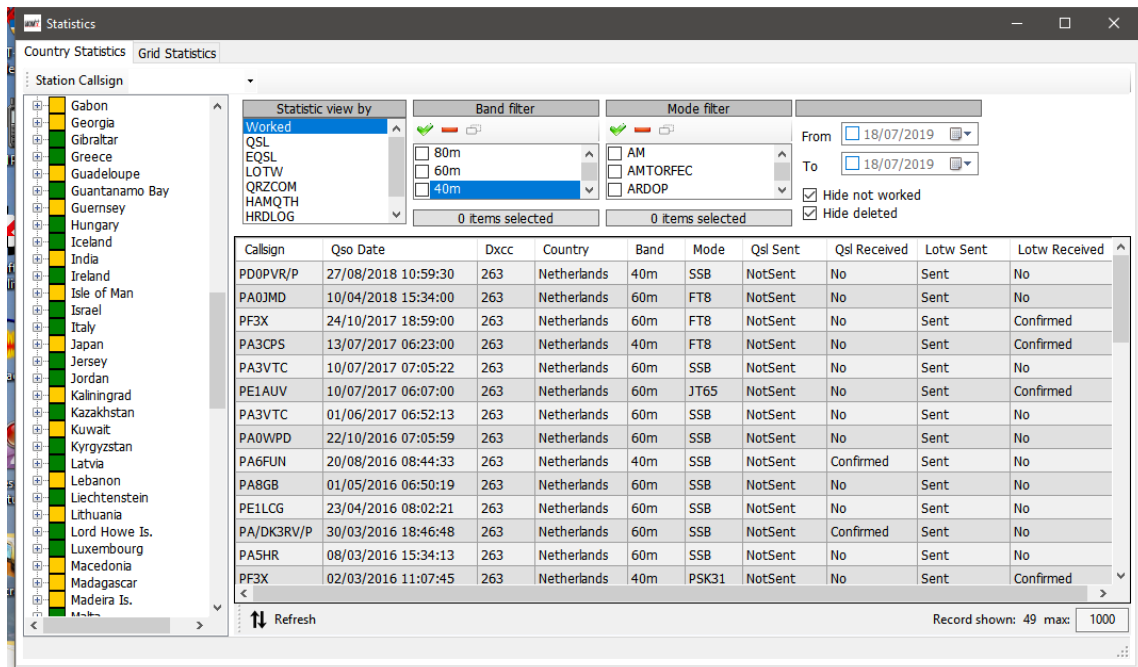 Statistics
Country Statistics Grid Statistics
Station Callsign
Gabon
Georgia
Gibraltar
Greece
Guadeloupe
Guantanamo Bay
Guernsey
Hungary
Iceland
India
Ireland
Isle of Man
Israel
Italy
Japan
Jersey
Jordan
Kaliningrad
Kazakhstan
Kuwait
Kyrgyzstan
Latvia
Lebanon
Liechtenstein
Lithuania
Lord Howe Is.
Luxembourg
Macedonia
Madagascar
Madeira Is.
Malta
Statistic view by
Worked
QSL
EQSL
LOTW
QRZCOM
HAMQTH
HRDLOG
Band filter
80m
60m
40m
0 items selected
Mode filter
AM
AMTORFEC
ARDOP
0 items selected
From 18/07/2019
To 18/07/2019
Hide not worked
Hide deleted
Callsign Qso Date Dxcc Country Band Mode Qsl Sent Qsl Received Lotw Sent Lotw Received
PD0PVR/P 27/08/2018 10:59:30 263 Netherlands 40m SSB NotSent No Sent No
PA0JMD 10/04/2018 15:34:00 263 Netherlands 60m FT8 NotSent No Sent No
PF3X 24/10/2017 18:59:00 263 Netherlands 60m FT8 NotSent No Sent Confirmed
PA3CPS 13/07/2017 06:23:00 263 Netherlands 40m FT8 NotSent No Sent Confirmed
PA3VTC 10/07/2017 07:05:22 263 Netherlands 60m SSB NotSent No Sent No
PE1AUV 10/07/2017 06:07:00 263 Netherlands 60m JT65 NotSent No Sent Confirmed
PA3VTC 01/06/2017 06:52:13 263 Netherlands 60m SSB NotSent No Sent No
PA0WPD 22/10/2016 07:05:59 263 Netherlands 60m SSB NotSent No Sent No
PA6FUN 20/08/2016 08:44:33 263 Netherlands 40m SSB NotSent Confirmed Sent No
PA8GB 01/05/2016 06:50:19 263 Netherlands 60m SSB NotSent No Sent No
PE1LCG 23/04/2016 08:02:21 263 Netherlands 60m SSB NotSent No Sent No
PA/DK3RV/P 30/03/2016 18:46:48 263 Netherlands 60m SSB NotSent Confirmed Sent No
PA5HR 08/03/2016 15:34:13 263 Netherlands 60m SSB NotSent No Sent No
PF3X 02/03/2016 11:07:45 263 Netherlands 40m PSK31 NotSent No Sent Confirmed
Refresh
Record shown: 49 max: 1000